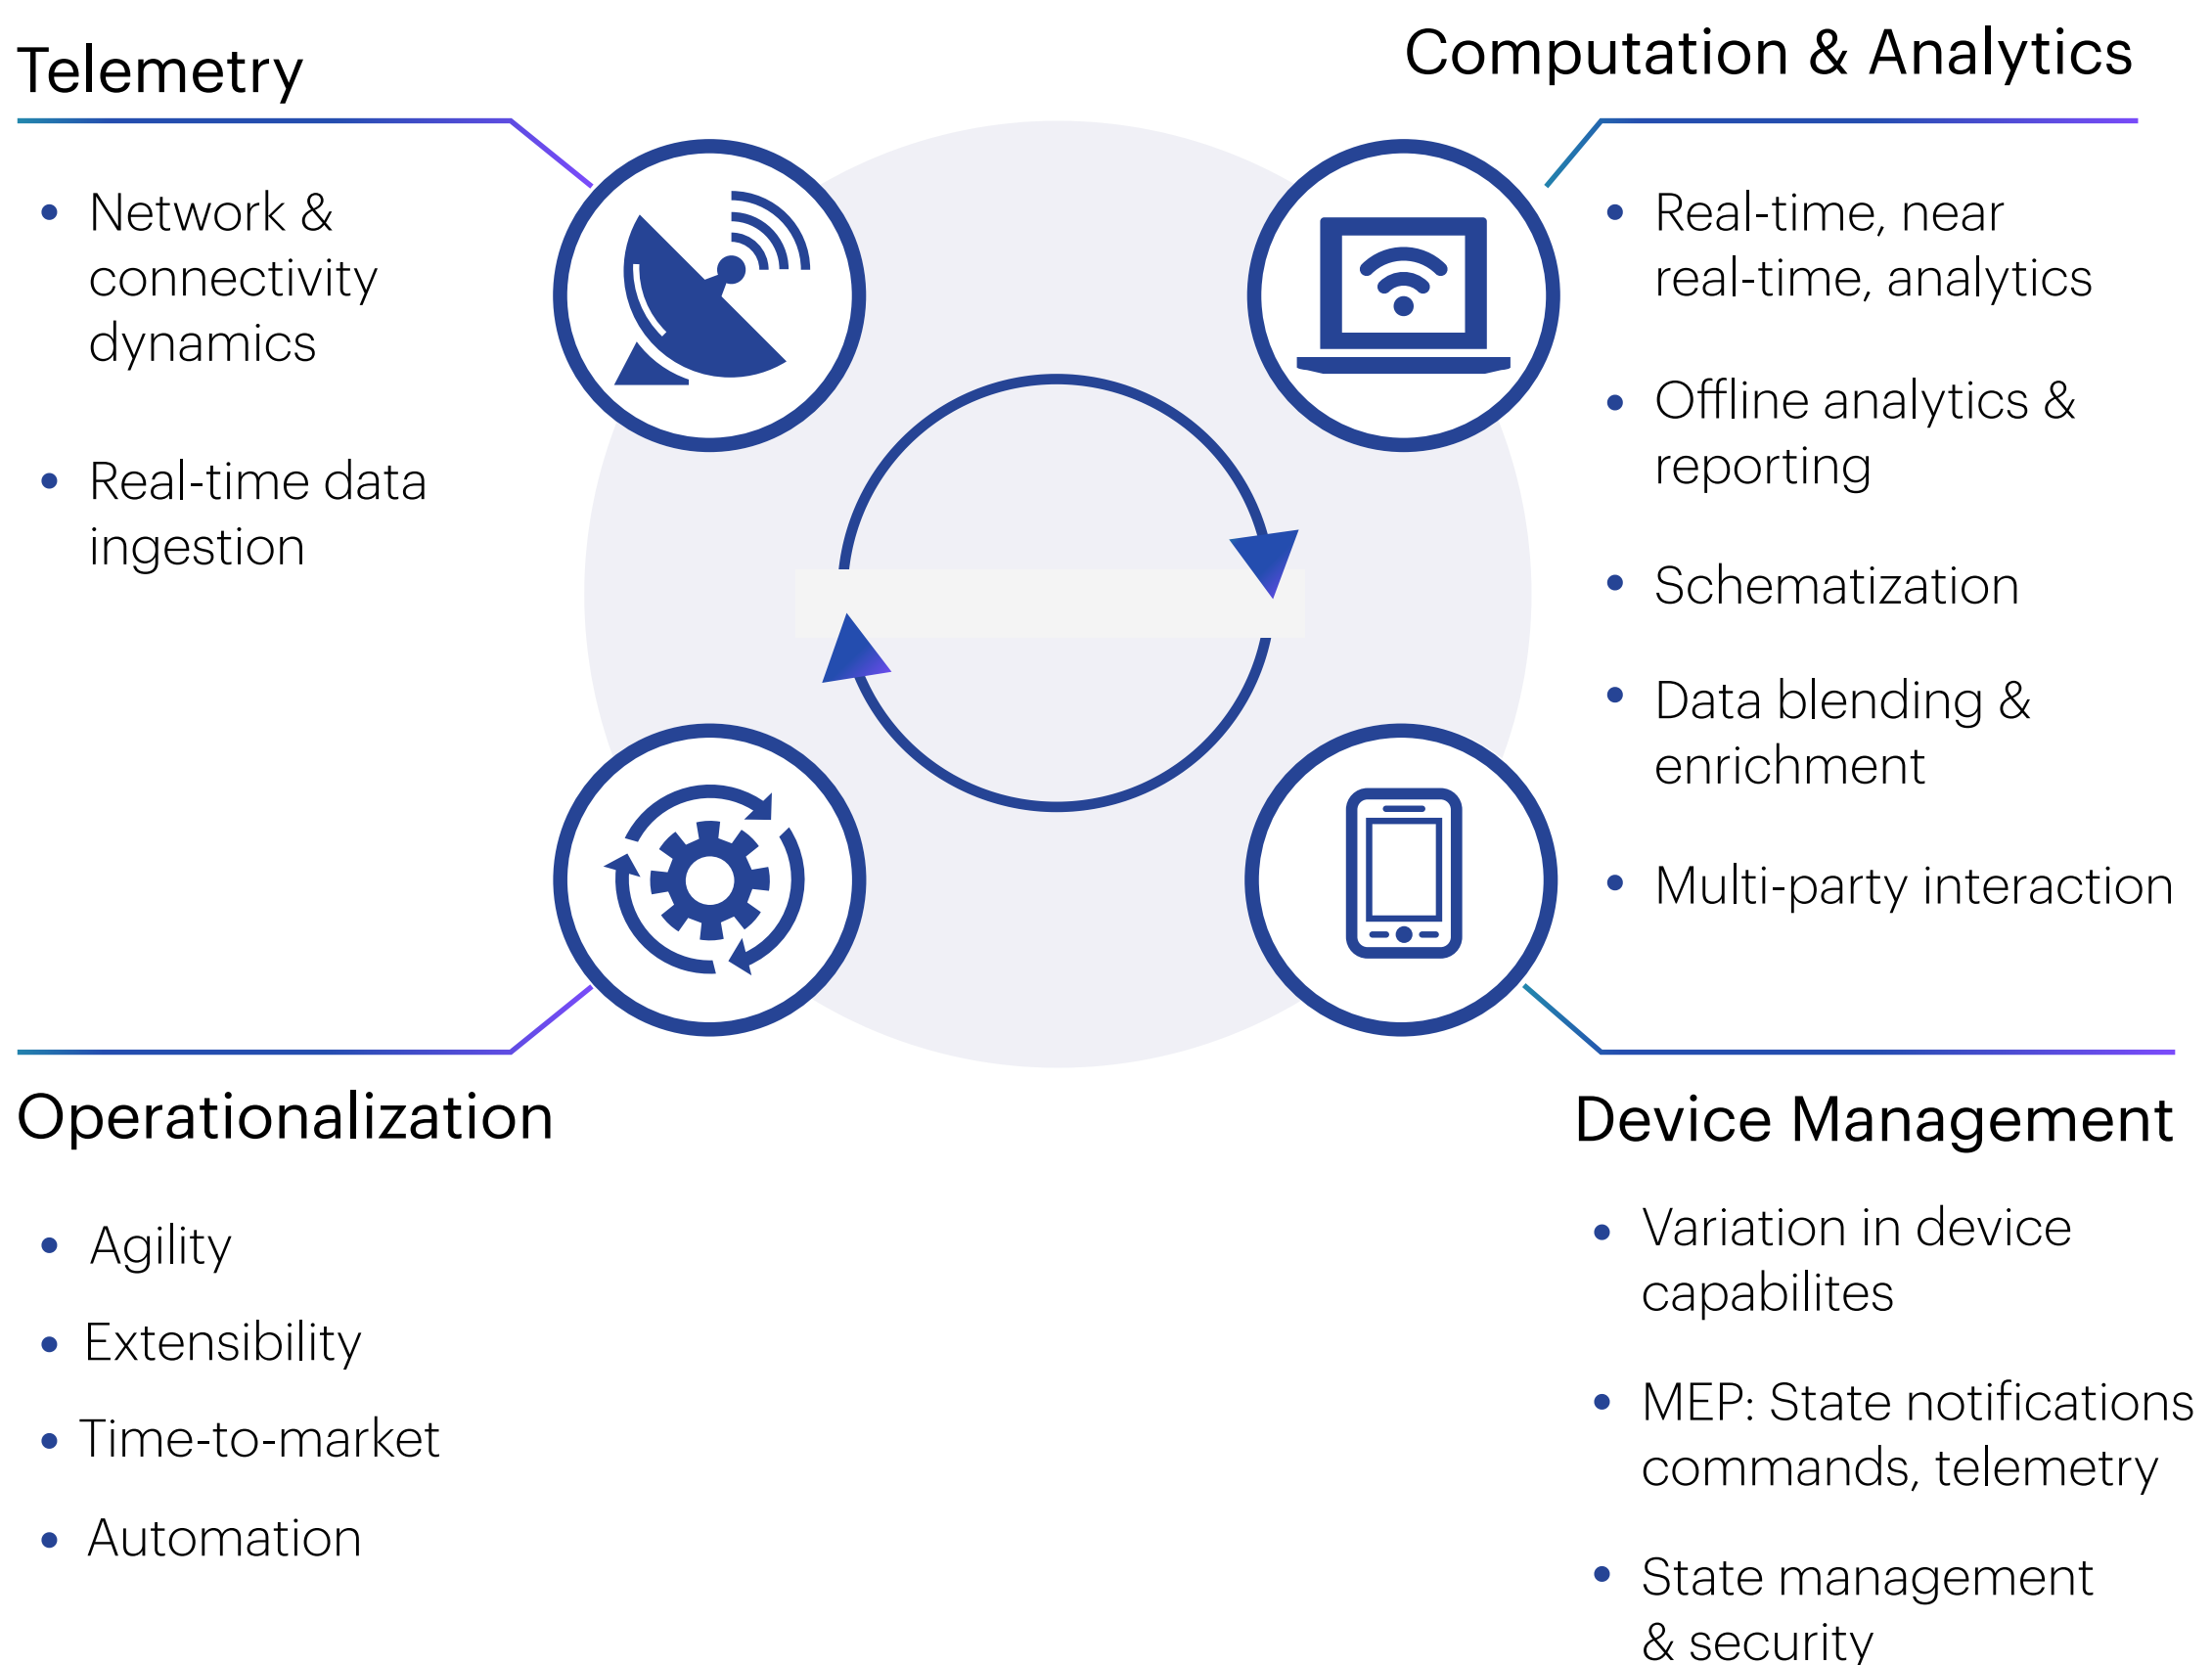 Telemetry
Network &
connectivity
dynamics
Real-time data
ingestion
Computation & Analytics
Real-time, near
real-time, analytics
Offline analytics &
reporting
Schematization
Data blending &
enrichment
Multi-party interaction
Operationalization
Agility
Extensibility
Time-to-market
Automation
Device Management
Variation in device
capabilites
MEP: State notifications
commands, telemetry
State management
& security